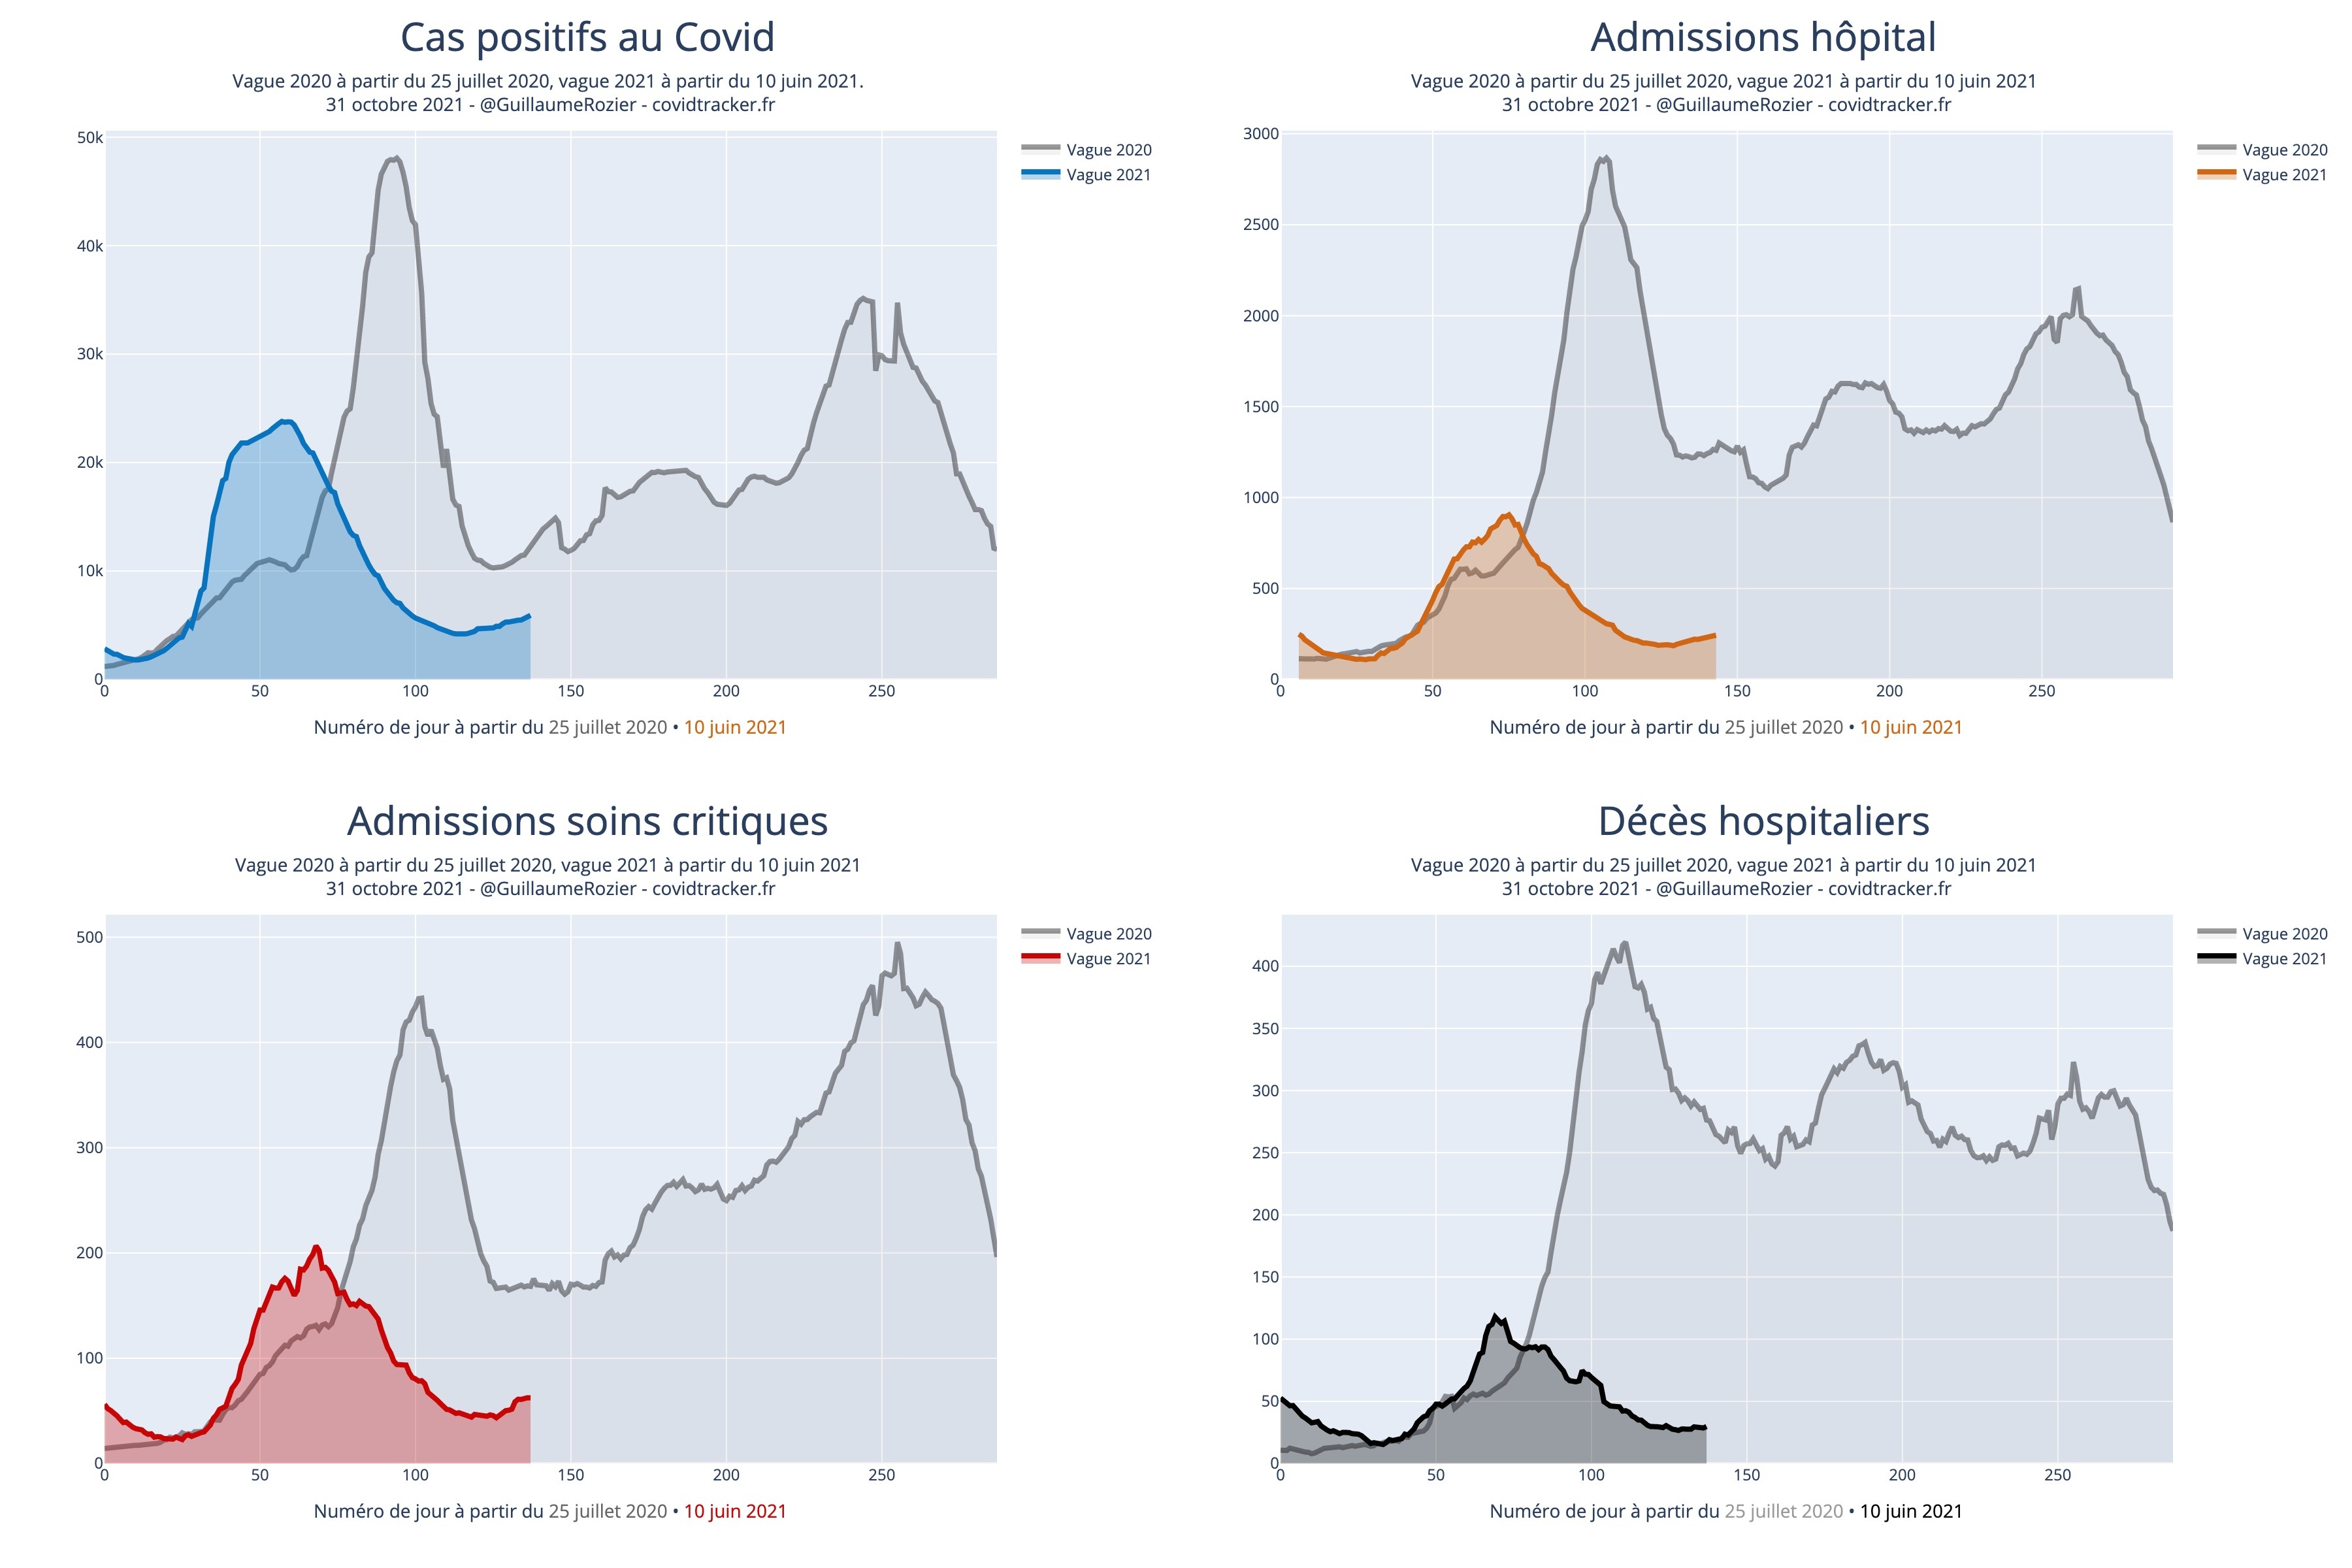 Cas positifs au Covid
Vague 2020 à partir du 25 juillet 2020, vague 2021 à partir du 10 juin 2021.
31 octobre 2021 - @GuillaumeRozier - covidtracker.fr
50k
40k
30k
20k
10k
0
0 50 100 150 200 250
Vague 2020
Vague 2021
Numéro de jour à partir du 25 juillet 2020 • 10 juin 2021
Admissions hôpital
Vague 2020 à partir du 25 juillet 2020, vague 2021 à partir du 10 juin 2021
31 octobre 2021 - @GuillaumeRozier - covidtracker.fr
3000
2500
2000
1500
1000
500
0
0 50 100 150 200 250
Vague 2020
Vague 2021
Numéro de jour à partir du 25 juillet 2020 • 10 juin 2021
Admissions soins critiques
Vague 2020 à partir du 25 juillet 2020, vague 2021 à partir du 10 juin 2021
31 octobre 2021 - @GuillaumeRozier - covidtracker.fr
500
400
300
200
100
0
0 50 100 150 200 250
Vague 2020
Vague 2021
Numéro de jour à partir du 25 juillet 2020 • 10 juin 2021
Décès hospitaliers
Vague 2020 à partir du 25 juillet 2020, vague 2021 à partir du 10 juin 2021
31 octobre 2021 - @GuillaumeRozier - covidtracker.fr
400
350
300
250
200
150
100
50
0
0 50 100 150 200 250
Vague 2020
Vague 2021
Numéro de jour à partir du 25 juillet 2020 • 10 juin 2021